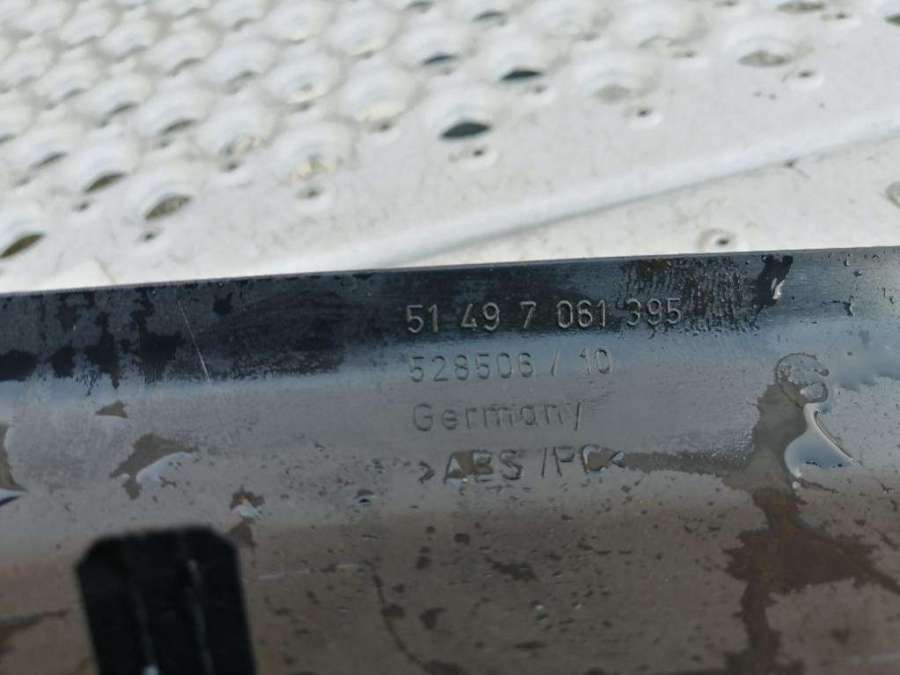 51 49 7 061 395
528506 / 10
Germany
>ABS/PC<